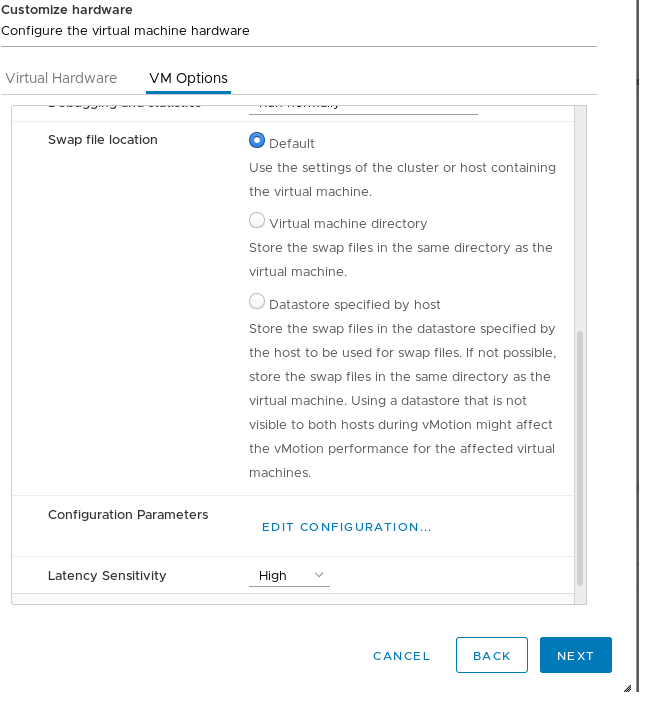 Customize hardware
Configure the virtual machine hardware
Virtual Hardware VM Options
Debugging and statistics Run normally
Swap file location Default
Use the settings of the cluster or host containing
the virtual machine.
Virtual machine directory
Store the swap files in the same directory as the
virtual machine.
Datastore specified by host
Store the swap files in the datastore specified by
the host to be used for swap files. If not possible,
store the swap files in the same directory as the
virtual machine. Using a datastore that is not
visible to both hosts during vMotion might affect
the vMotion performance for the affected virtual
machines.
Configuration Parameters EDIT CONFIGURATION...
Latency Sensitivity High
CANCEL BACK NEXT